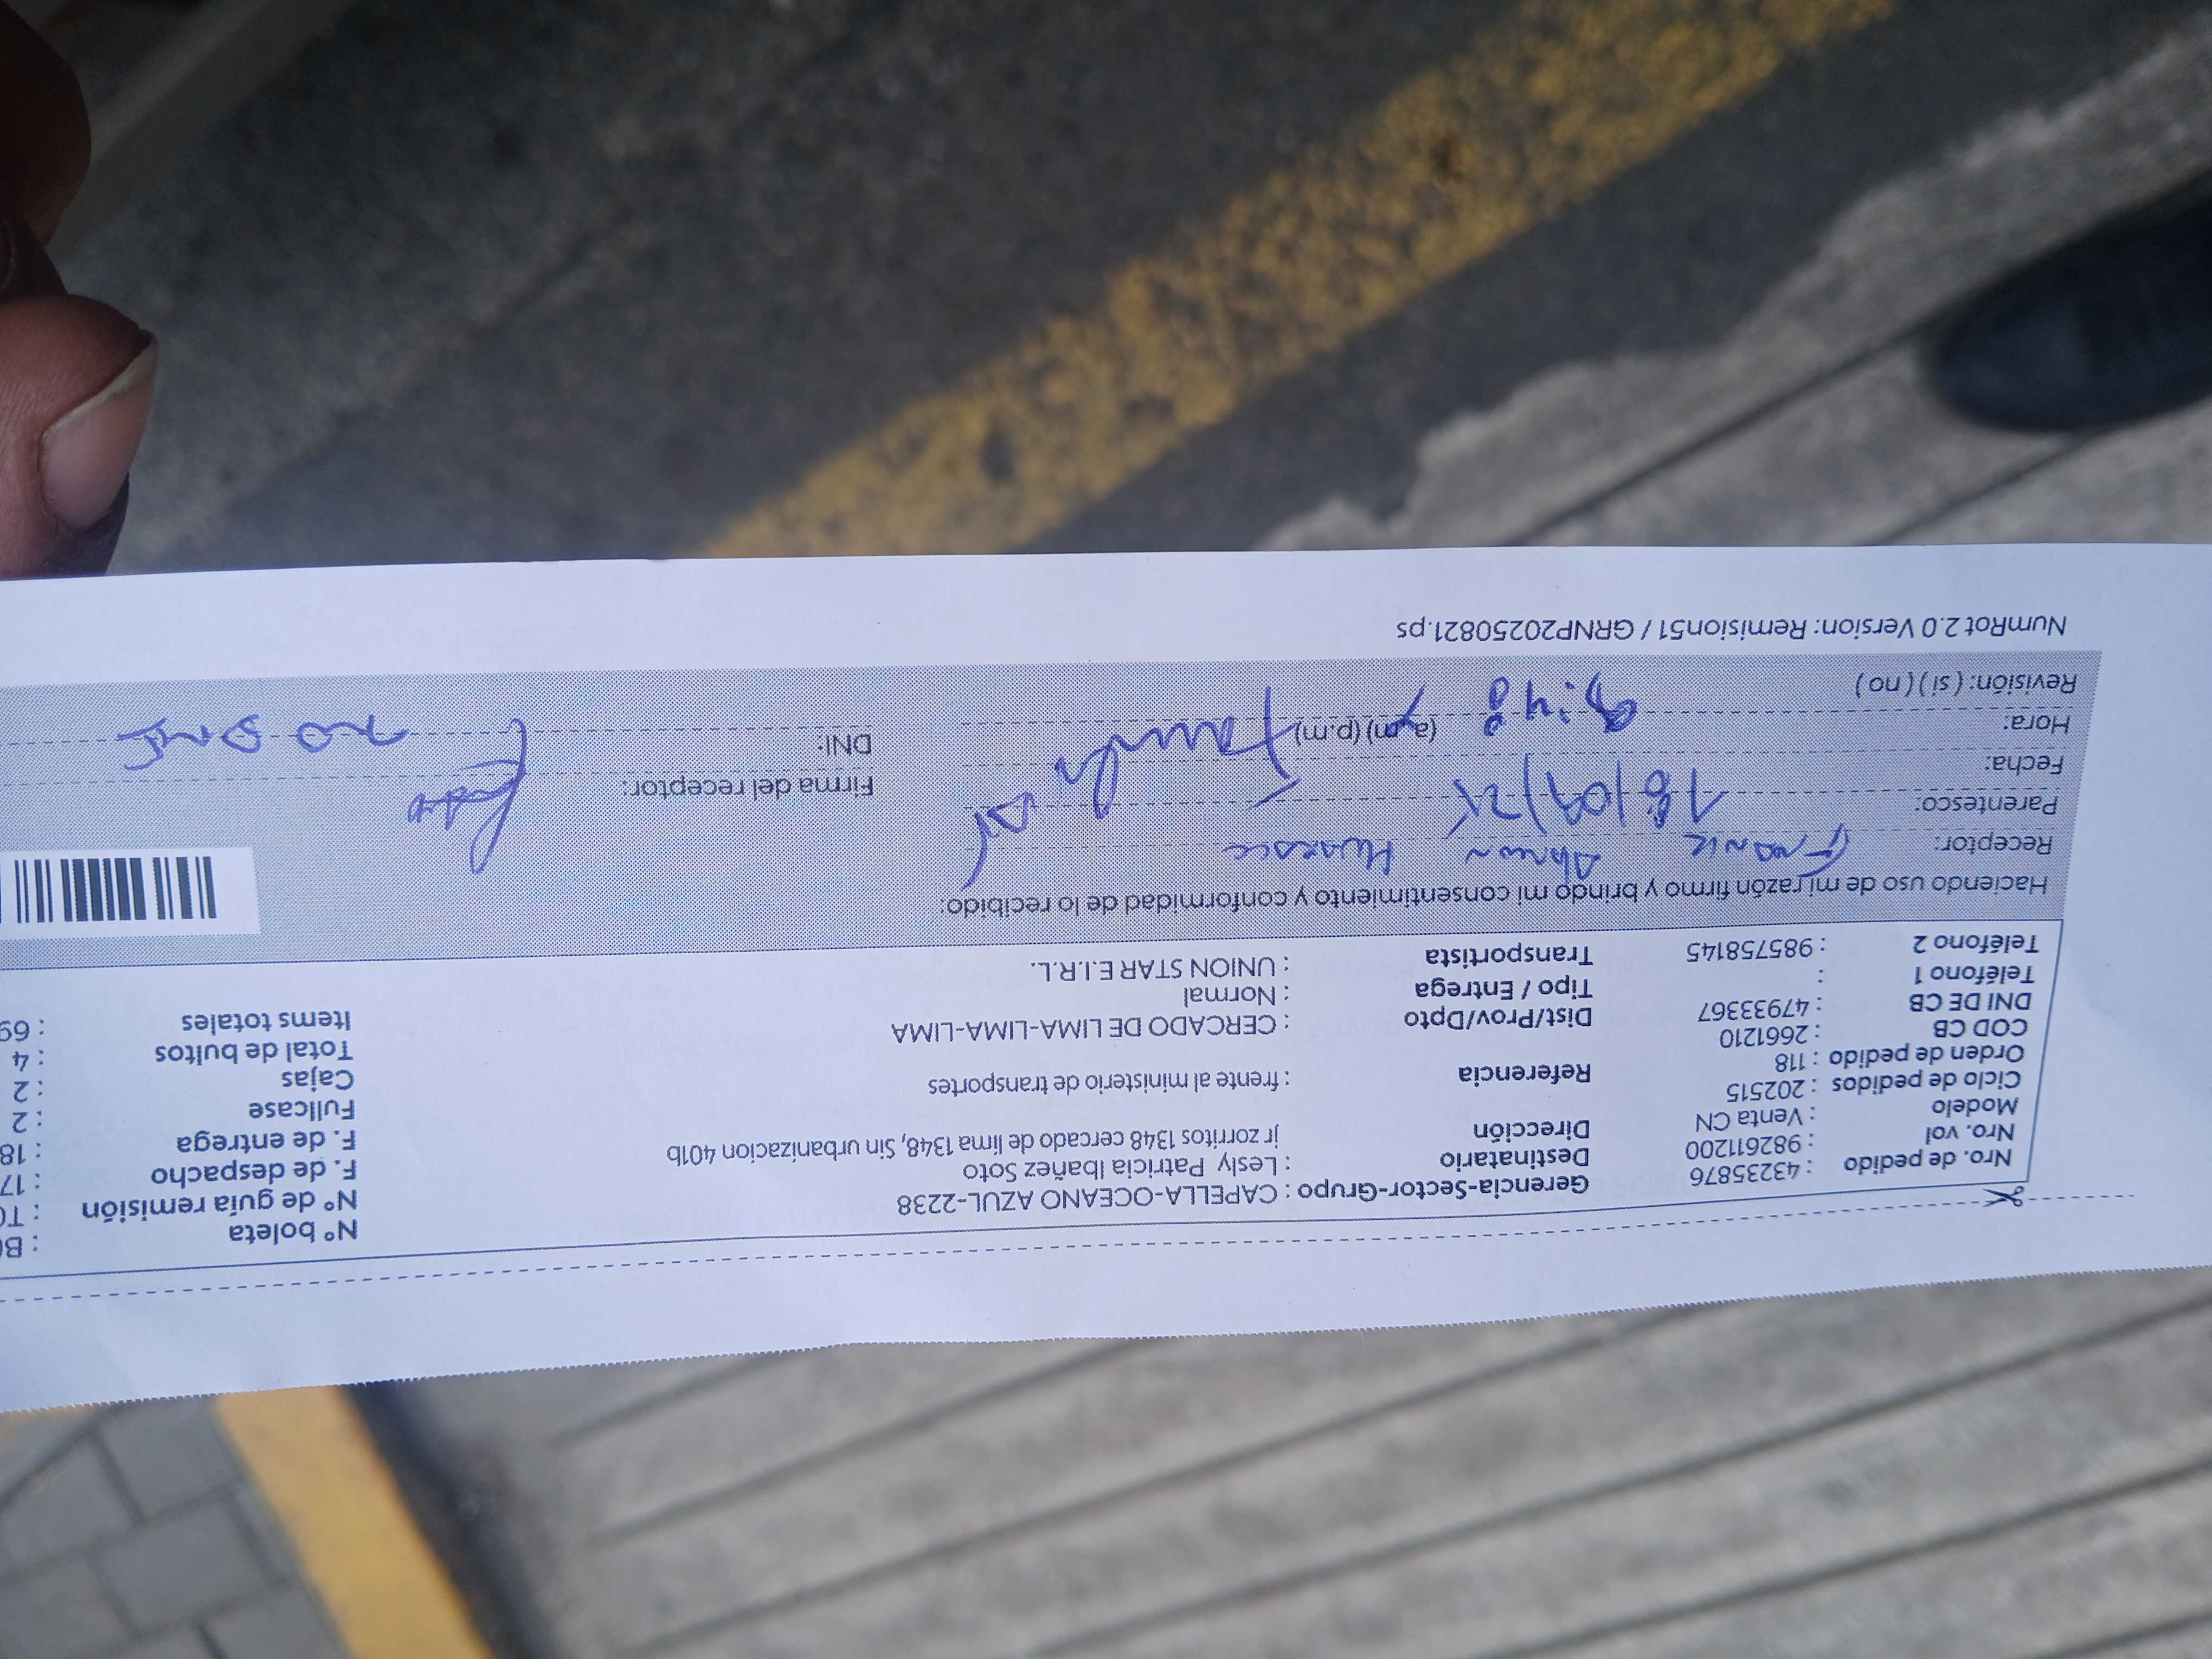 Nro. de pedido : 43235876 Gerencia-Sector-Grupo : CAPELLA-OCEANO AZUL-2238 Nº boleta : B
Nro. vol : 982611200 Destinatario : Lesly Patricia Ibañez Soto Nº de guía remisión : T
Modelo : Venta CN Dirección jr zorritos 1348 cercado de lima 1348, Sin urbanizacion 401b F. de despacho : 17
Ciclo de pedidos : 202515 F. de entrega : 18
Orden de pedido : 118 Referencia : frente al ministerio de transportes Fullcase : 2
COD CB : 2661210 Cajas : 2
DNI DE CB : 47933367 Dist/Prov/Dpto : CERCADO DE LIMA-LIMA-LIMA Total de bultos : 4
Teléfono 1 : Tipo / Entrega : Normal Items totales : 69
Teléfono 2 : 985758145 Transportista : UNION STAR E.I.R.L.
Haciendo uso de mi razón firmo y brindo mi consentimiento y conformidad de lo recibido:
Receptor: Frank
Parentesco:
Fecha: 18/09/25 Firma del receptor:
Hora: 9:48 (a.m) (p.m) DNI:
Revisión: ( si ) ( no )
NumRot 2.0 Version: Remision51 / GRNP20250821.ps